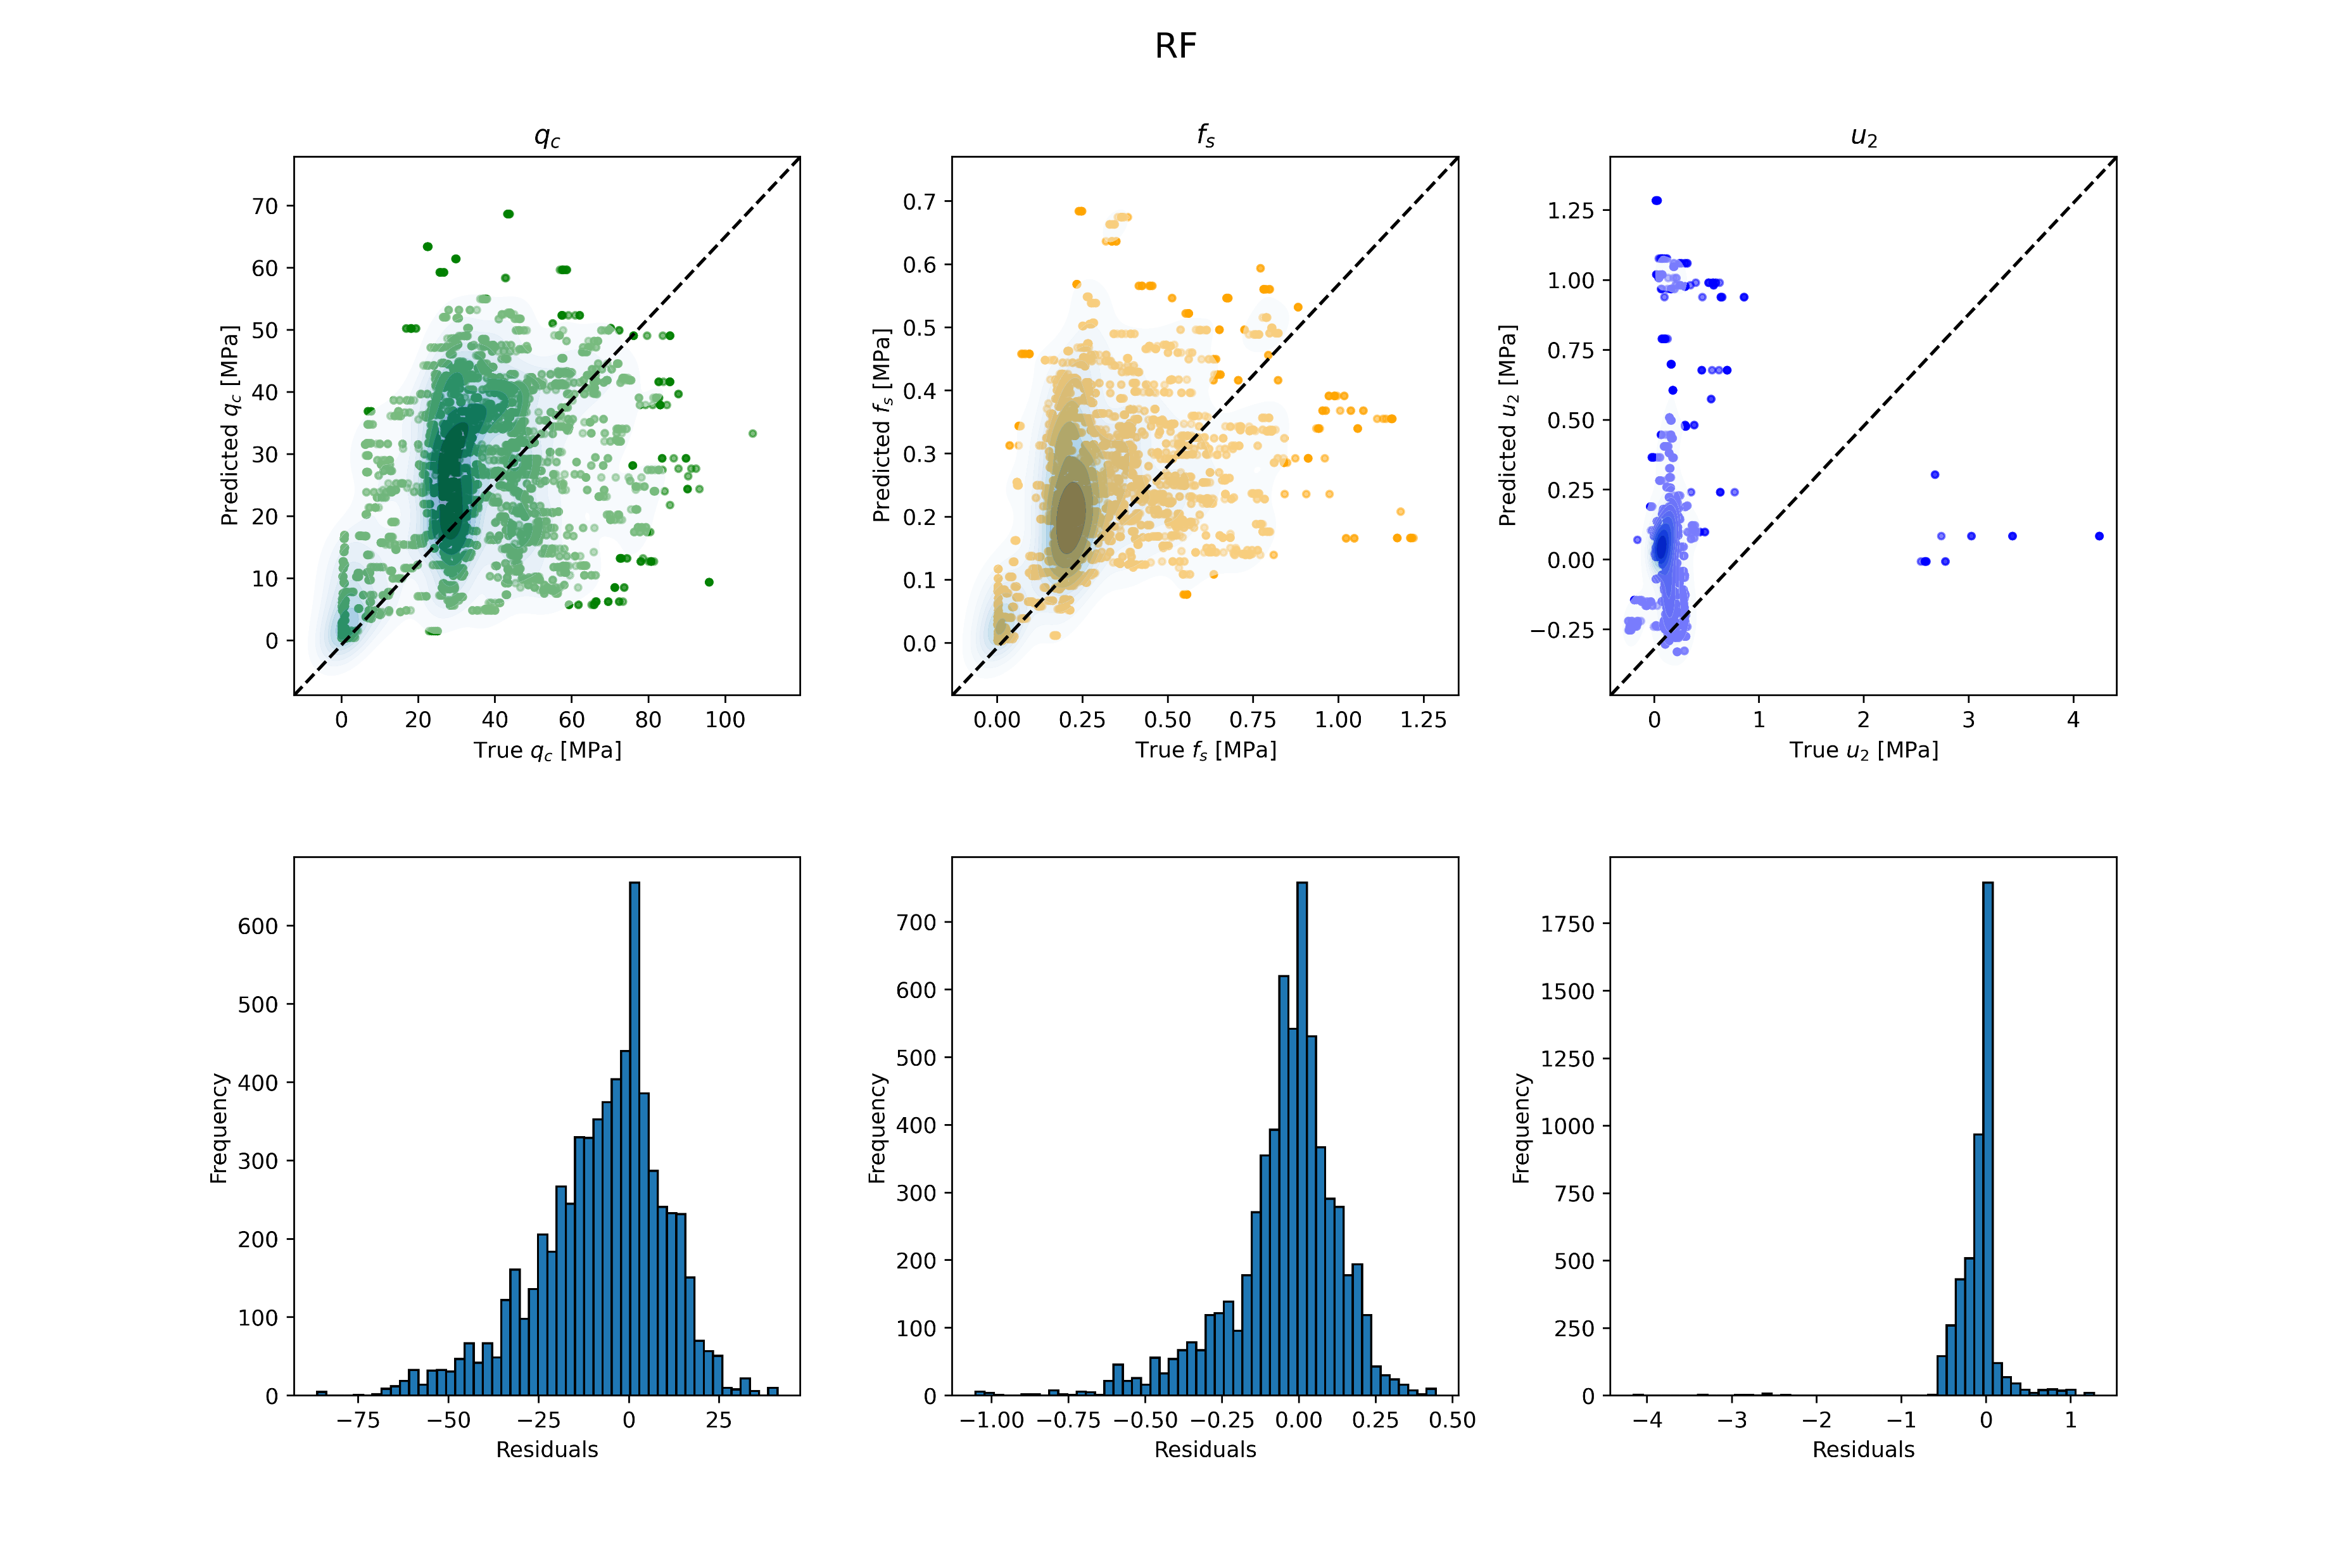 RF
q_c
f_s
u_2
Predicted q_c [MPa]
70
60
50
40
30
20
10
0
0 20 40 60 80 100
True q_c [MPa]
Predicted f_s [MPa]
0.7
0.6
0.5
0.4
0.3
0.2
0.1
0.0
0.00 0.25 0.50 0.75 1.00 1.25
True f_s [MPa]
Predicted u_2 [MPa]
1.25
1.00
0.75
0.50
0.25
0.00
−0.25
0 1 2 3 4
True u_2 [MPa]
Frequency
600
500
400
300
200
100
0
−75 −50 −25 0 25
Residuals
Frequency
700
600
500
400
300
200
100
0
−1.00 −0.75 −0.50 −0.25 0.00 0.25 0.50
Residuals
Frequency
1750
1500
1250
1000
750
500
250
0
−4 −3 −2 −1 0 1
Residuals